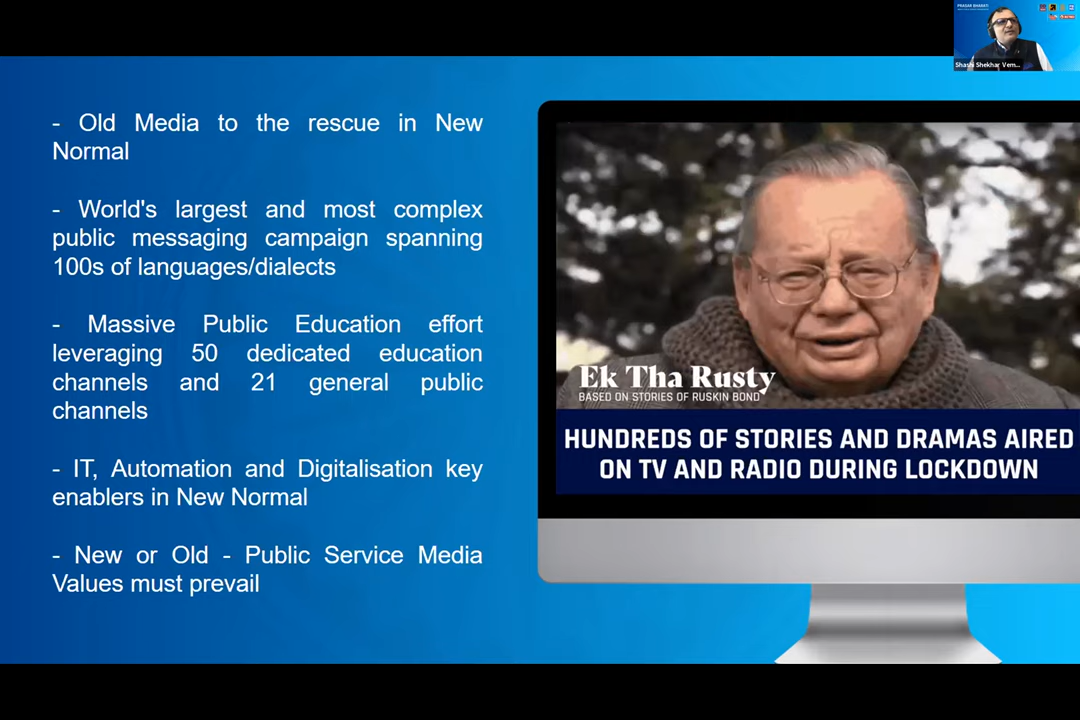 PRASAR BHARATI
Shashi Shekhar Vem...
- Old Media to the rescue in New
Normal
- World's largest and most complex
public messaging campaign spanning
100s of languages/dialects
- Massive Public Education effort
leveraging 50 dedicated education
channels and 21 general public
channels
- IT, Automation and Digitalisation key
enablers in New Normal
- New or Old - Public Service Media
Values must prevail
Ek Tha Rusty
BASED ON STORIES OF RUSKIN BOND
HUNDREDS OF STORIES AND DRAMAS AIRED
ON TV AND RADIO DURING LOCKDOWN